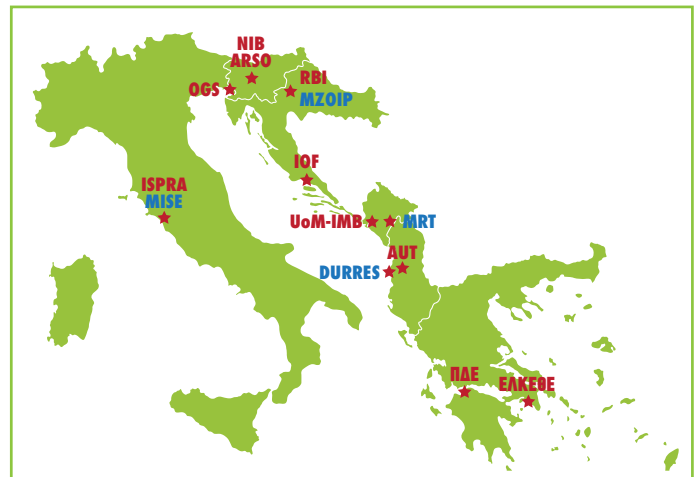 NIB
ARSO
OGS
RBI
MZOIP
IOF
ISPRA
MISE
UoM-IMB
MRT
AUT
DURRES
ΠΔΕ
ΕΛΚΕΘΕ